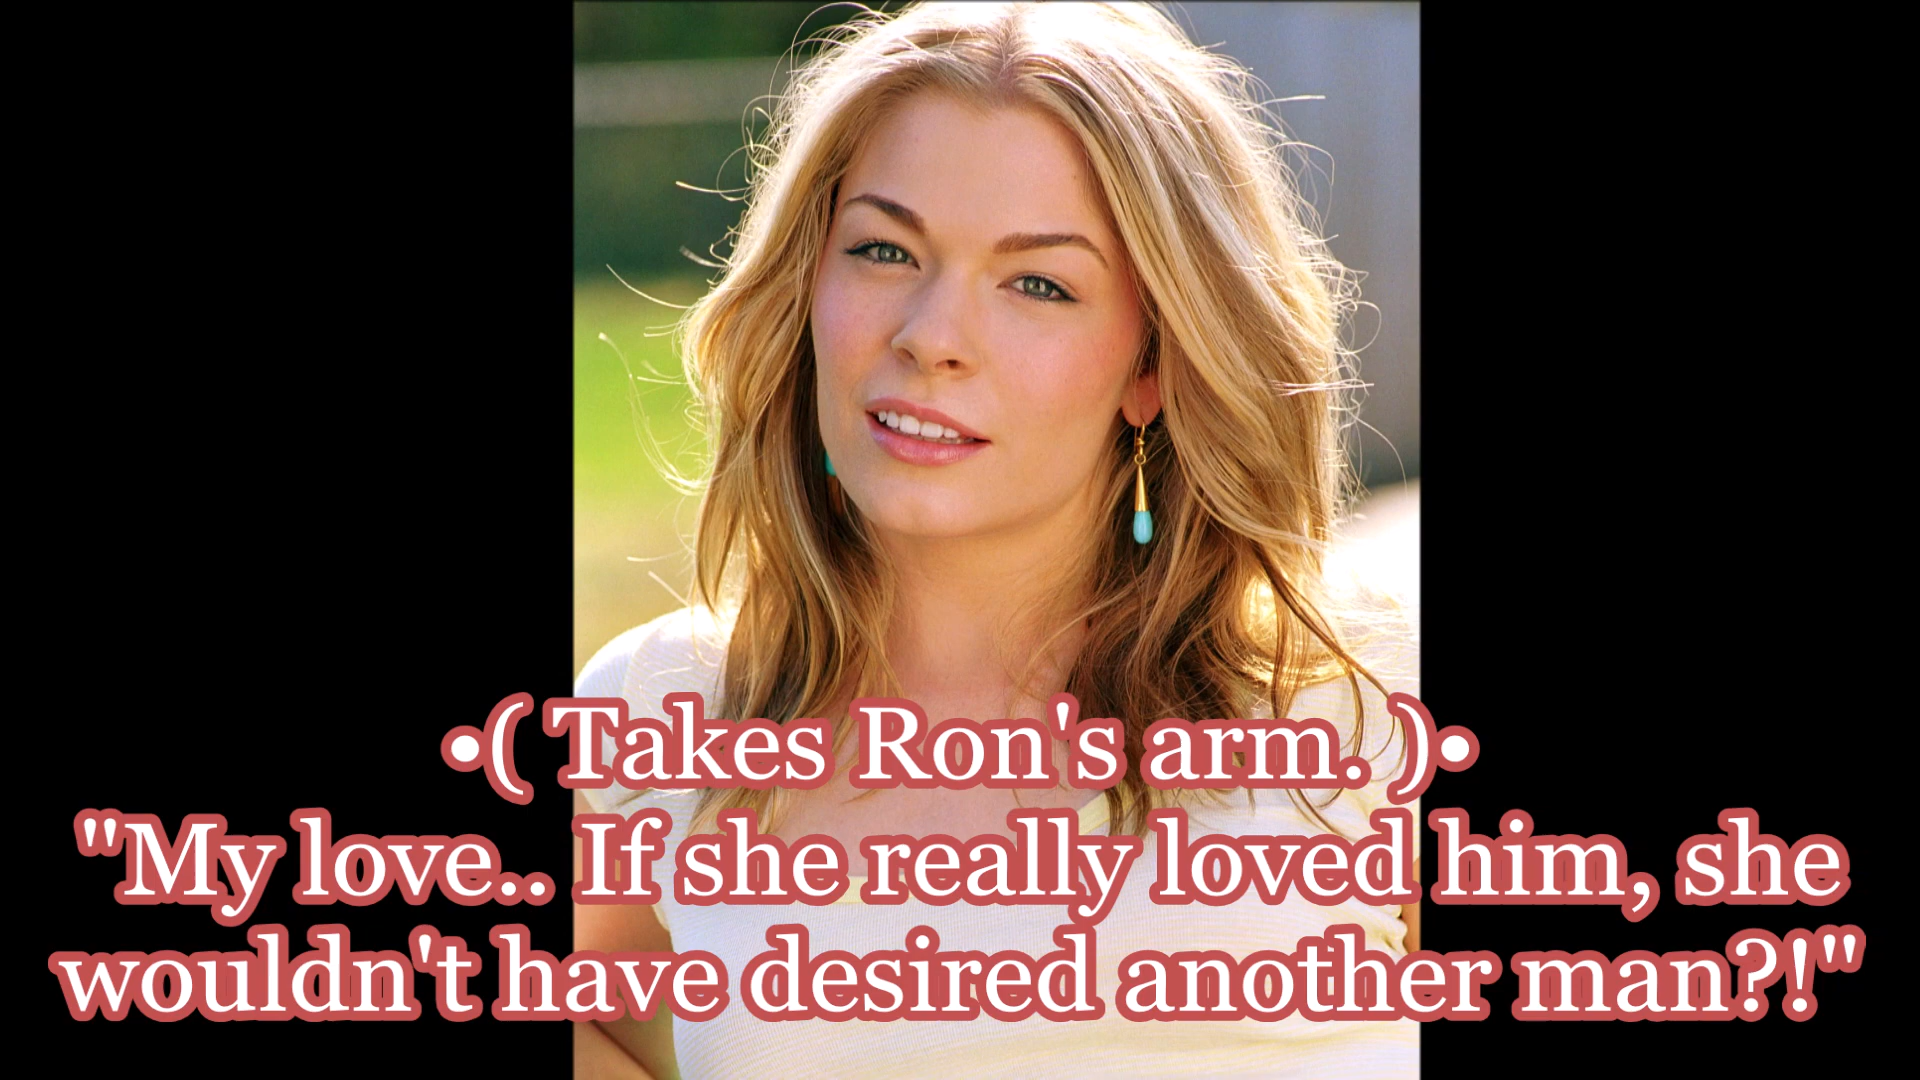 •( Takes Ron's arm. )•
"My love.. If she really loved him, she
wouldn't have desired another man?!"